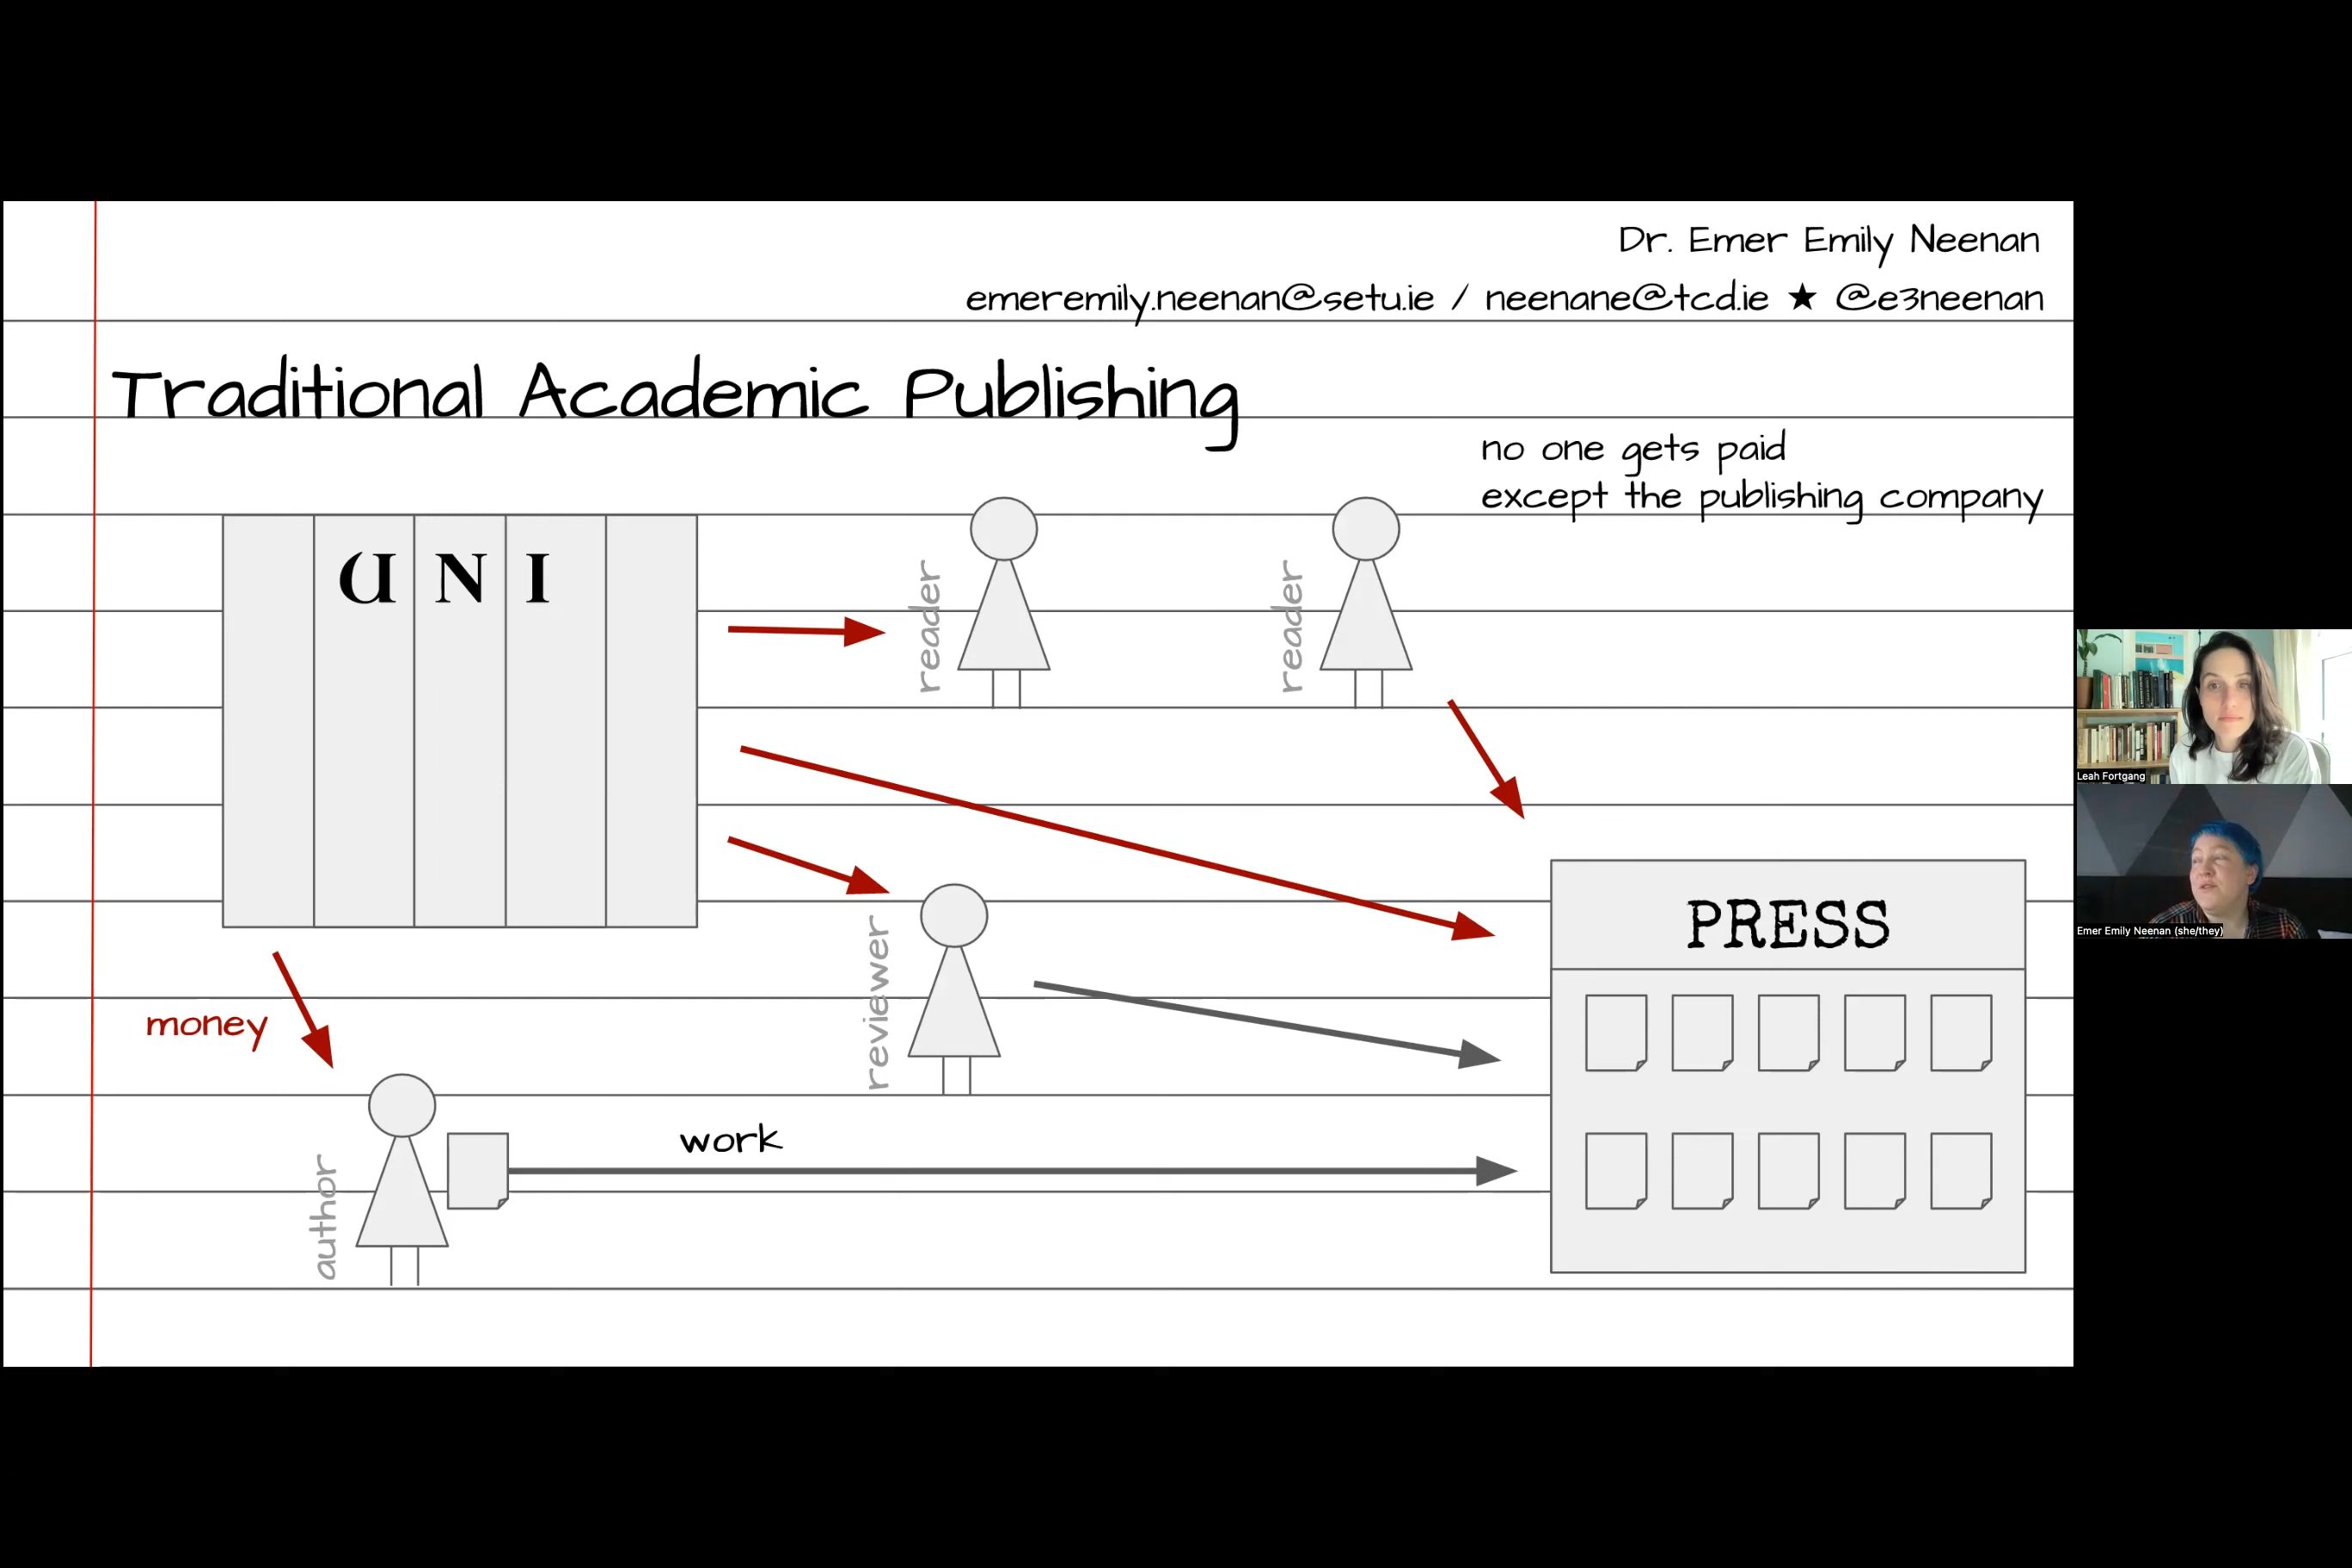 Dr. Emer Emily Neenan
emeremily.neenan@setu.ie / neenane@tcd.ie ★ @e3neenan
Traditional Academic Publishing
no one gets paid
except the publishing company
UNI
reader
reader
money
reviewer
PRESS
work
author
Leah Fortgang
Emer Emily Neenan (she/they)